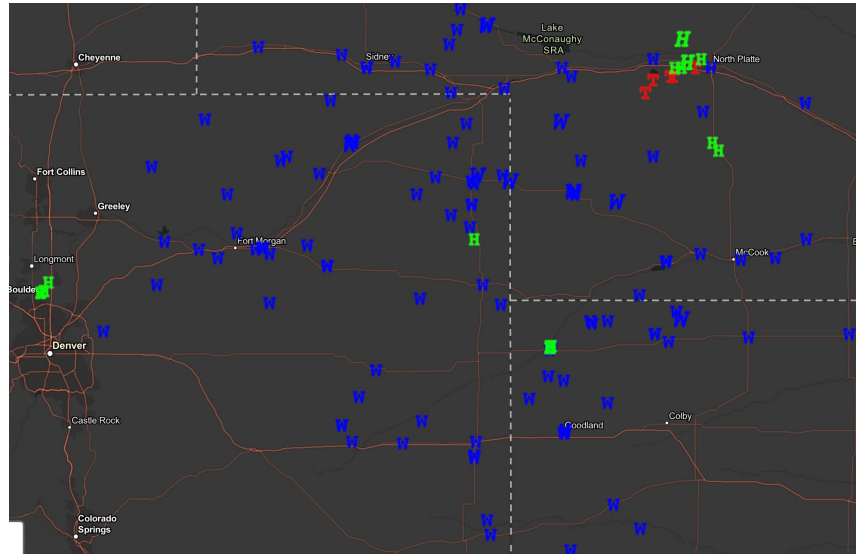 Lake
McConaughy
SRA
Cheyenne
Sidney
North Platte
Fort Collins
Greeley
Fort Morgan
Longmont
McCook
Boulde
Denver
Castle Rock
Goodland
Colby
Colorado
Springs
W
H
T